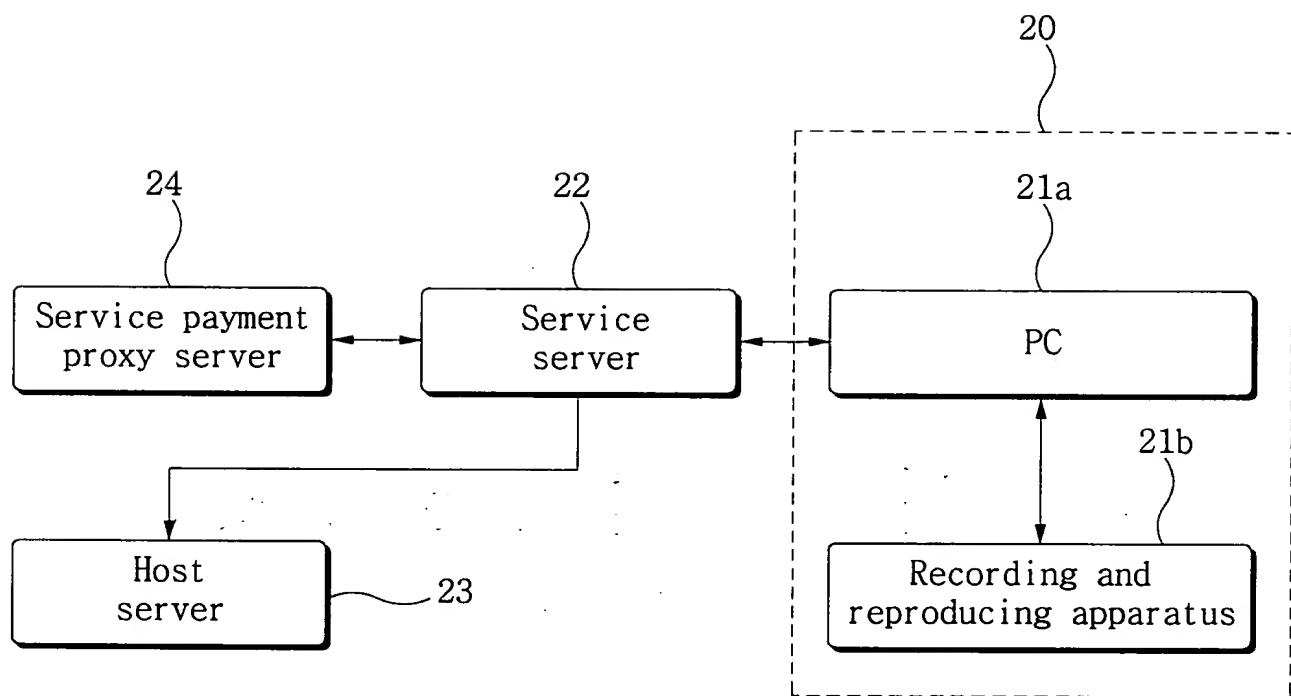 20
24
22
21a
Service payment
proxy server
Service
server
PC
21b
Host
server
23
Recording and
reproducing apparatus